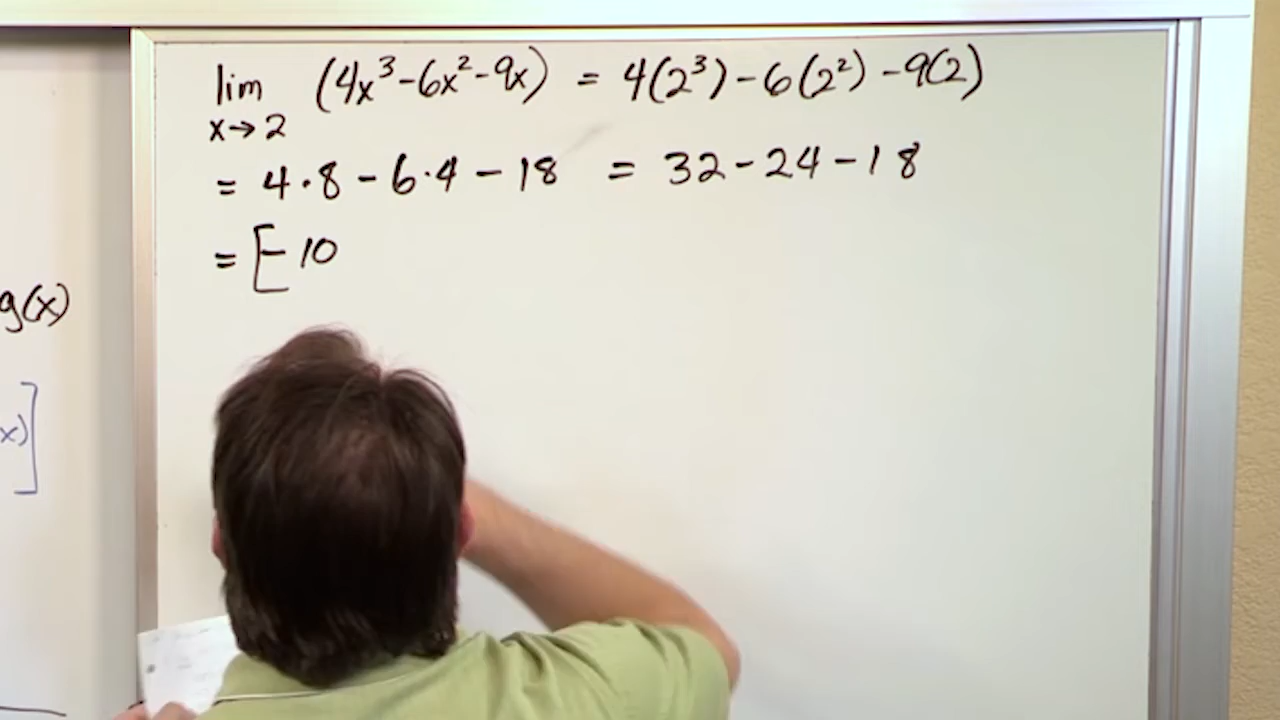 lim (4x³-6x²-9x) = 4(2³)-6(2²)-9(2)
x→2
= 4·8-6·4-18 = 32-24-18
= [-10
g(x)
x)]